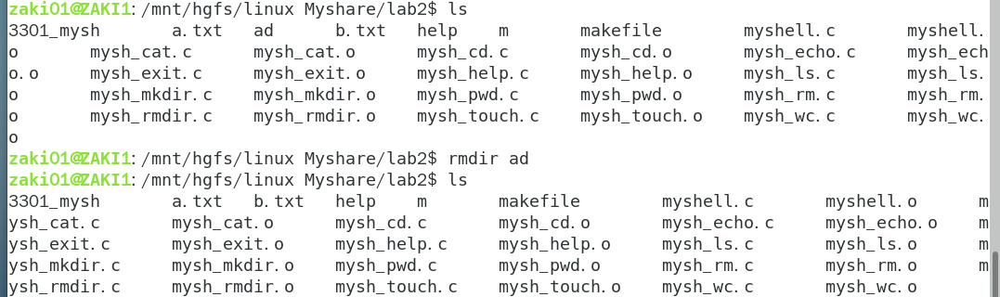 zaki01@ZAKI1:/mnt/hgfs/linux Myshare/lab2$ ls
3301_mysh a.txt ad b.txt help m makefile myshell.c myshell.
o mysh_cat.c mysh_cat.o mysh_cd.c mysh_cd.o mysh_echo.c mysh_ech
o.o mysh_exit.c mysh_exit.o mysh_help.c mysh_help.o mysh_ls.c mysh_ls.
o mysh_mkdir.c mysh_mkdir.o mysh_pwd.c mysh_pwd.o mysh_rm.c mysh_rm.
o mysh_rmdir.c mysh_rmdir.o mysh_touch.c mysh_touch.o mysh_wc.c mysh_wc.
o
zaki01@ZAKI1:/mnt/hgfs/linux Myshare/lab2$ rmdir ad
zaki01@ZAKI1:/mnt/hgfs/linux Myshare/lab2$ ls
3301_mysh a.txt b.txt help m makefile myshell.c myshell.o m
ysh_cat.c mysh_cat.o mysh_cd.c mysh_cd.o mysh_echo.c mysh_echo.o m
ysh_exit.c mysh_exit.o mysh_help.c mysh_help.o mysh_ls.c mysh_ls.o m
ysh_mkdir.c mysh_mkdir.o mysh_pwd.c mysh_pwd.o mysh_rm.c mysh_rm.o m
ysh_rmdir.c mysh_rmdir.o mysh_touch.c mysh_touch.o mysh_wc.c mysh_wc.o